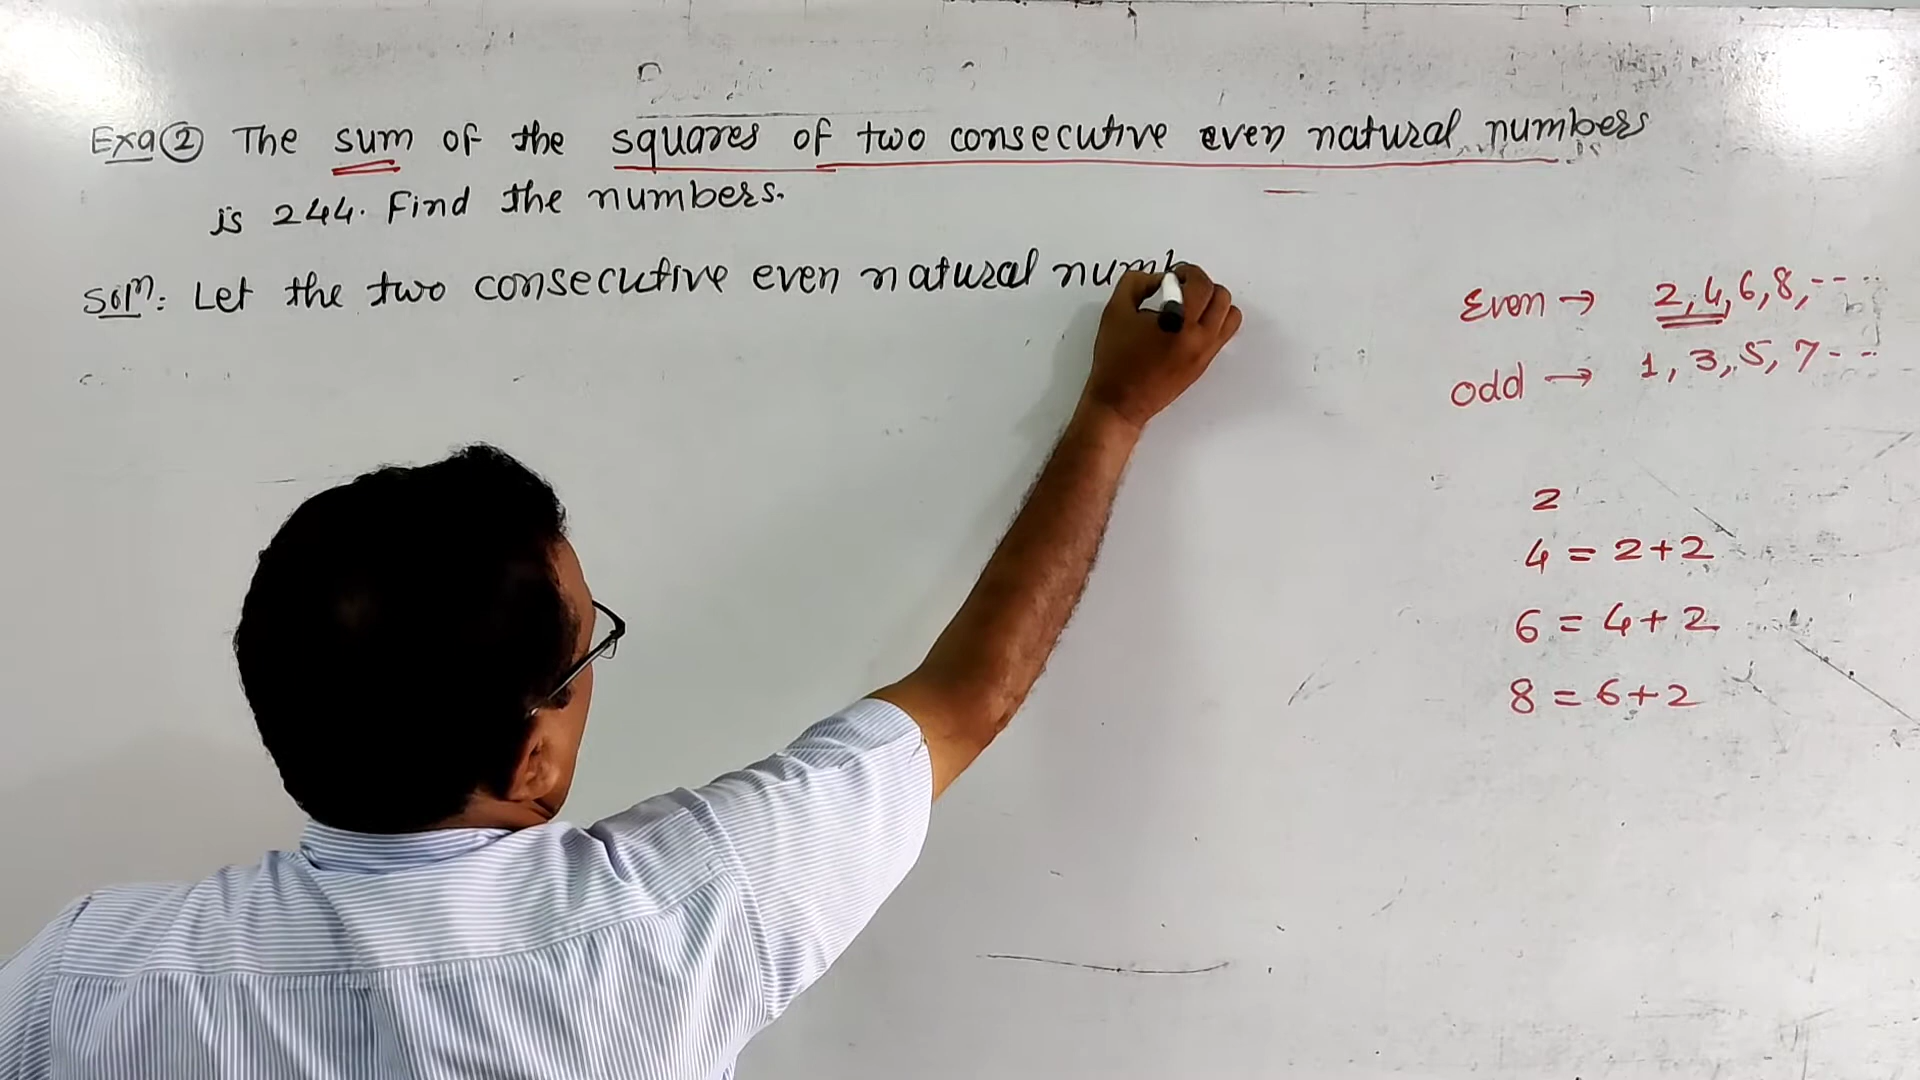 Exa② The sum of the squares of two consecutive even natural numbers
is 244. Find the numbers.
Solⁿ: Let the two consecutive even natural numb
Even → 2,4,6,8,--
odd → 1, 3, 5, 7---
2
4 = 2+2
6 = 4+2
8 = 6+2